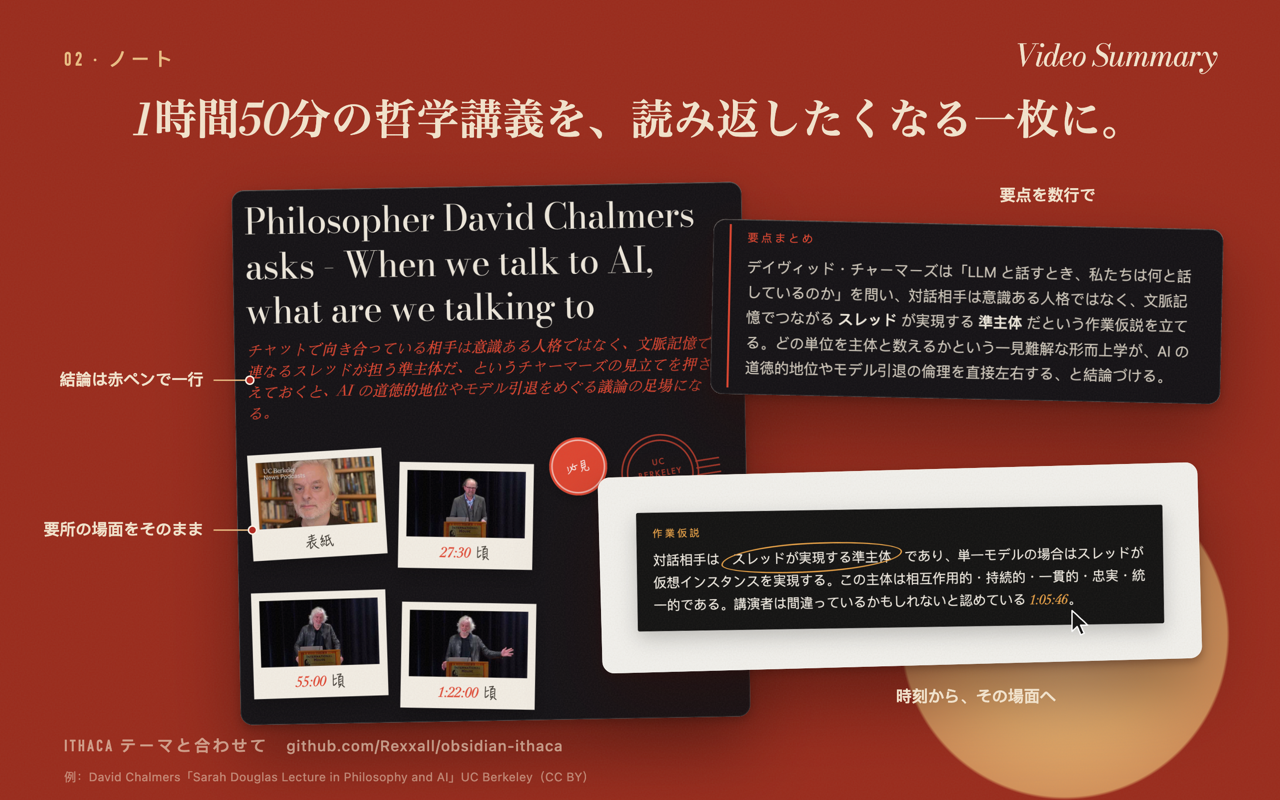 02 · ノート
Video Summary
1時間50分の哲学講義を、読み返したくなる一枚に。
Philosopher David Chalmers
asks - When we talk to AI,
what are we talking to
チャットで向き合っている相手は意識ある人格ではなく、文脈記憶で
連なるスレッドが担う準主体だ、というチャーマーズの見立てを押さ
えておくと、AI の道徳的地位やモデル引退をめぐる議論の足場にな
る。
結論は赤ペンで一行
要点を数行で
要点まとめ
デイヴィッド・チャーマーズは「LLM と話すとき、私たちは何と話
しているのか」を問い、対話相手は意識ある人格ではなく、文脈記
憶でつながる スレッド が実現する 準主体 だという作業仮説を立て
る。どの単位を主体と数えるかという一見難解な形而上学が、AI の
道徳的地位やモデル引退の倫理を直接左右する、と結論づける。
必見
UC
BERKELEY
要所の場面をそのまま
UC Berkeley
News Podcasts
表紙
27:30 頃
55:00 頃
1:22:00 頃
作業仮説
対話相手は スレッドが実現する準主体 であり、単一モデルの場合はスレッドが
仮想インスタンスを実現する。この主体は相互作用的・持続的・一貫的・忠実・統
一的である。講演者は間違っているかもしれないと認めている 1:05:46。
時刻から、その場面へ
ITHACA テーマと合わせて github.com/Rexxall/obsidian-ithaca
例: David Chalmers「Sarah Douglas Lecture in Philosophy and AI」UC Berkeley（CC BY）